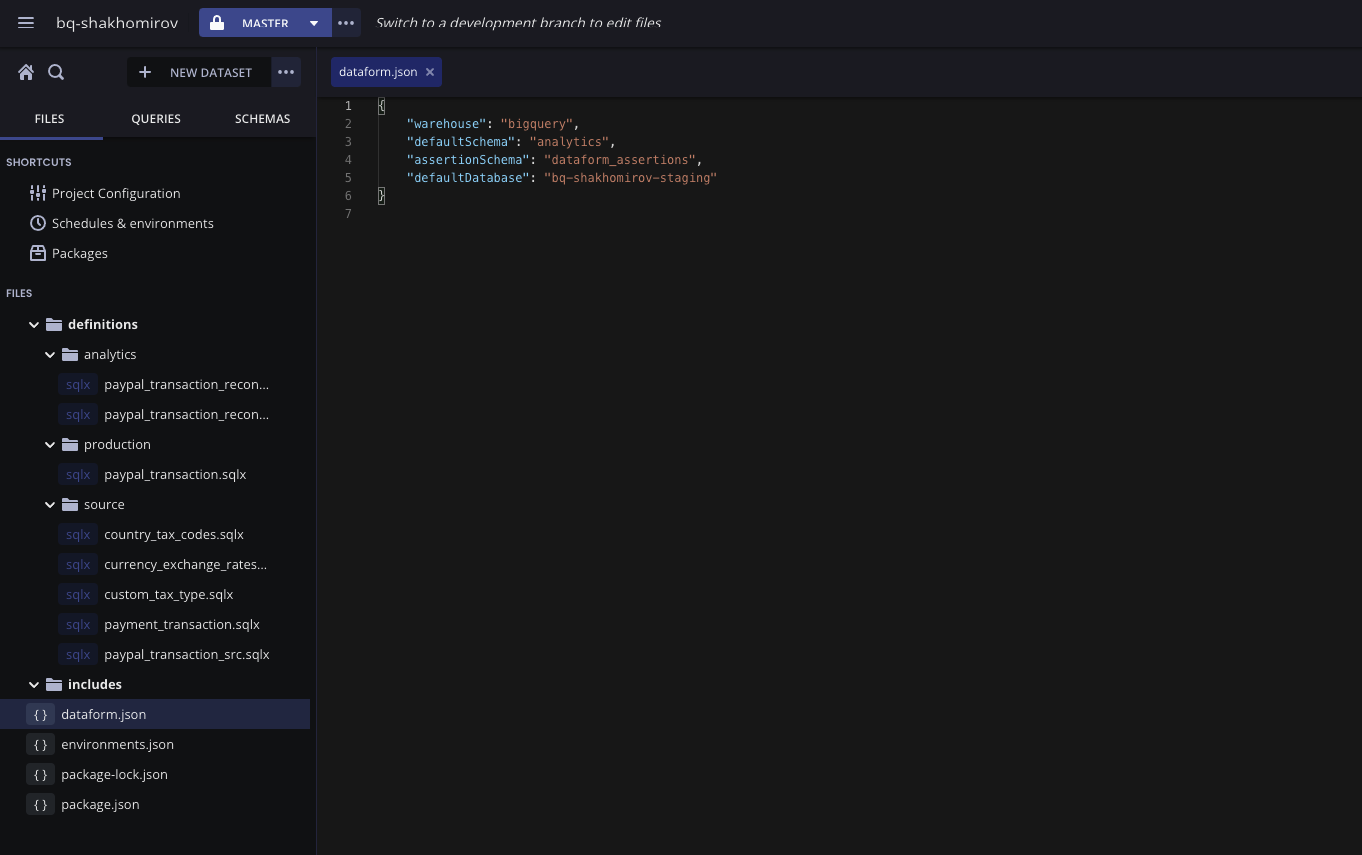 bq-shakhomirov MASTER Switch to a development branch to edit files
NEW DATASET
FILES QUERIES SCHEMAS
SHORTCUTS
Project Configuration
Schedules & environments
Packages
FILES
definitions
analytics
sqlx paypal_transaction_recon...
sqlx paypal_transaction_recon...
production
sqlx paypal_transaction.sqlx
source
sqlx country_tax_codes.sqlx
sqlx currency_exchange_rates...
sqlx custom_tax_type.sqlx
sqlx payment_transaction.sqlx
sqlx paypal_transaction_src.sqlx
includes
{} dataform.json
{} environments.json
{} package-lock.json
{} package.json
dataform.json
1 {
2 "warehouse": "bigquery",
3 "defaultSchema": "analytics",
4 "assertionSchema": "dataform_assertions",
5 "defaultDatabase": "bq-shakhomirov-staging"
6 }
7